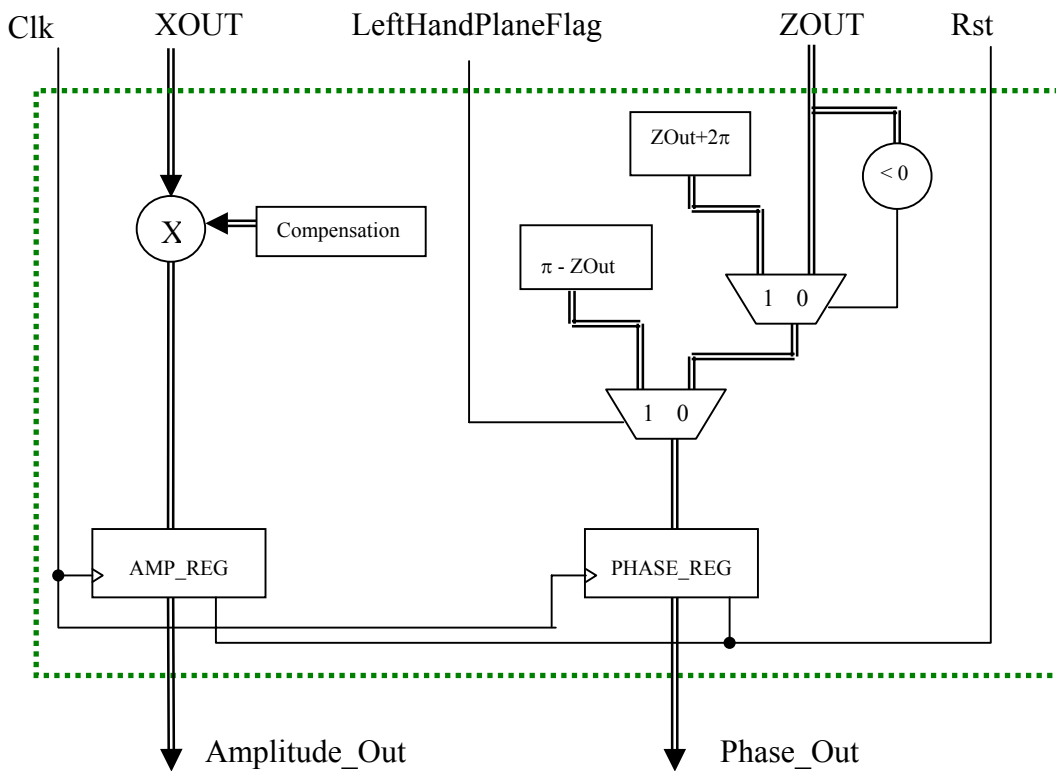 Clk XOUT LeftHandPlaneFlag ZOUT Rst
ZOut+2π
< 0
X
Compensation
π - ZOut
1 0
1 0
AMP_REG
PHASE_REG
Amplitude_Out
Phase_Out